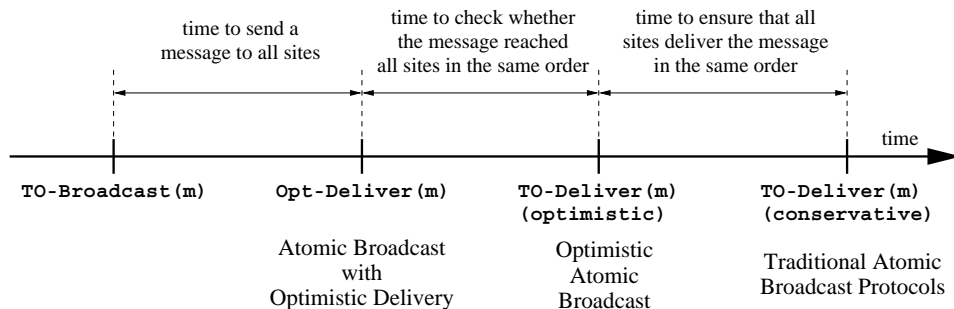 time to send a
message to all sites
time to check whether
the message reached
all sites in the same order
time to ensure that all
sites deliver the message
in the same order
time
TO-Broadcast(m)
Opt-Deliver(m)
TO-Deliver(m)
(optimistic)
TO-Deliver(m)
(conservative)
Atomic Broadcast
with
Optimistic Delivery
Optimistic
Atomic
Broadcast
Traditional Atomic
Broadcast Protocols